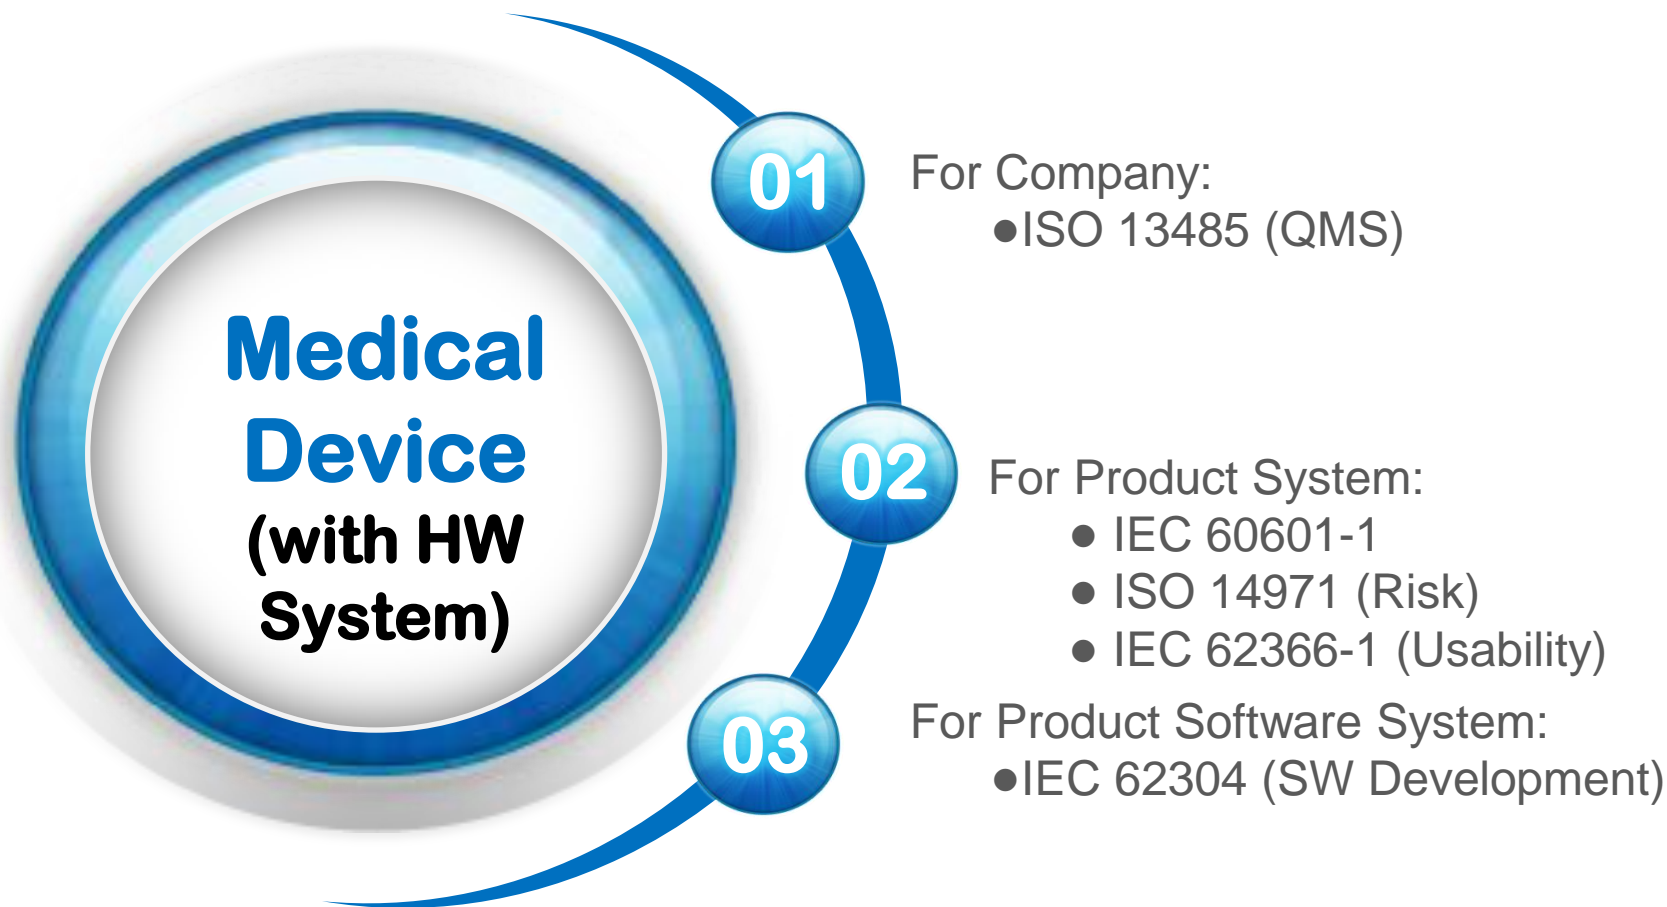 Medical
Device
(with HW
System)
01
For Company:
●ISO 13485 (QMS)
02
For Product System:
● IEC 60601-1
● ISO 14971 (Risk)
● IEC 62366-1 (Usability)
03
For Product Software System:
●IEC 62304 (SW Development)